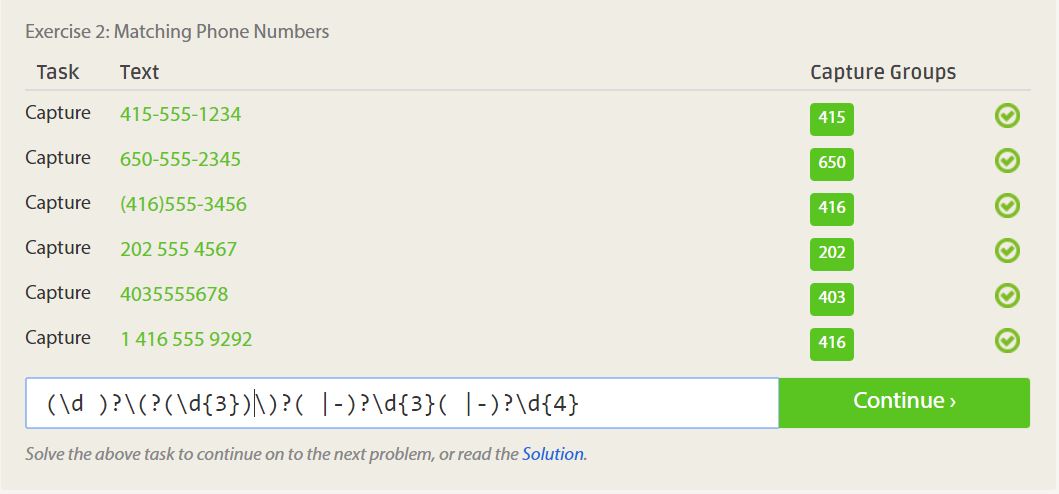 Exercise 2: Matching Phone Numbers
Task Text Capture Groups
Capture 415-555-1234 415
Capture 650-555-2345 650
Capture (416)555-3456 416
Capture 202 555 4567 202
Capture 4035555678 403
Capture 1 416 555 9292 416
(\d )?\(?(\d{3})\)?( |-)?\d{3}( |-)?\d{4} Continue ›
Solve the above task to continue on to the next problem, or read the Solution.